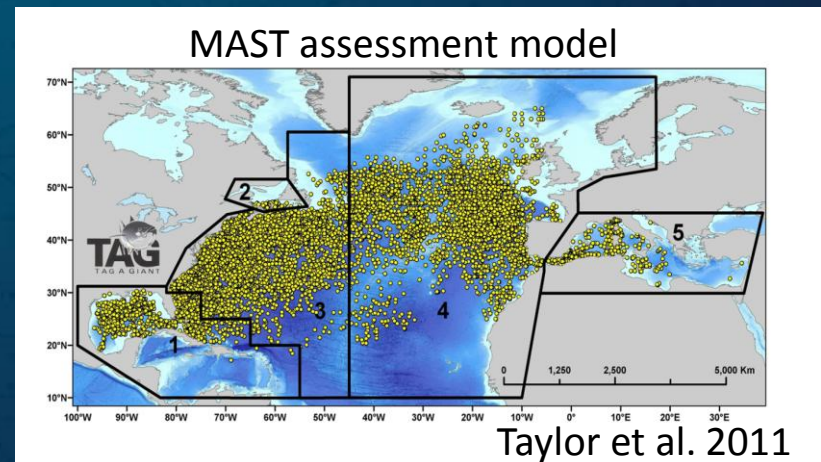 MAST assessment model
70°N
60°N
50°N
40°N
30°N
20°N
10°N
2
5
3
4
1
TAG
TAG A GIANT
0 1,250 2,500 5,000 Km
100°W 90°W 80°W 70°W 60°W 50°W 40°W 30°W 20°W 10°W 0° 10°E 20°E 30°E
Taylor et al. 2011